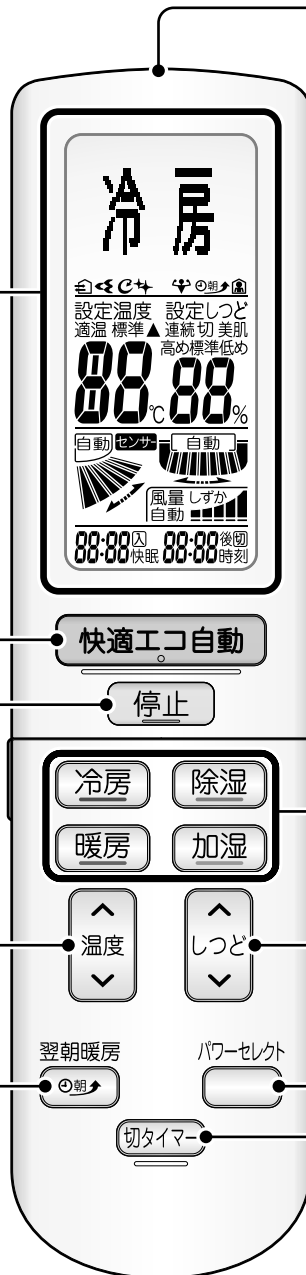 冷房
朝
設定温度 設定しつど
適温 標準▲ 連続切 美肌
高め標準低め
88℃ 88%
自動 センサー 自動
風量 しずか
自動
88:88入快眠 88:88後切時刻
快適エコ自動
停止
冷房 除湿
暖房 加湿
温度 しつど
翌朝暖房 パワーセレクト
朝
切タイマー